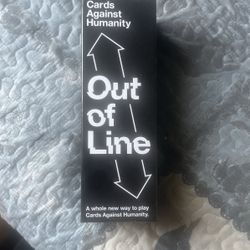 Cards
Against
Humanity
Out
of
Line
A whole new way to play
Cards Against Humanity.